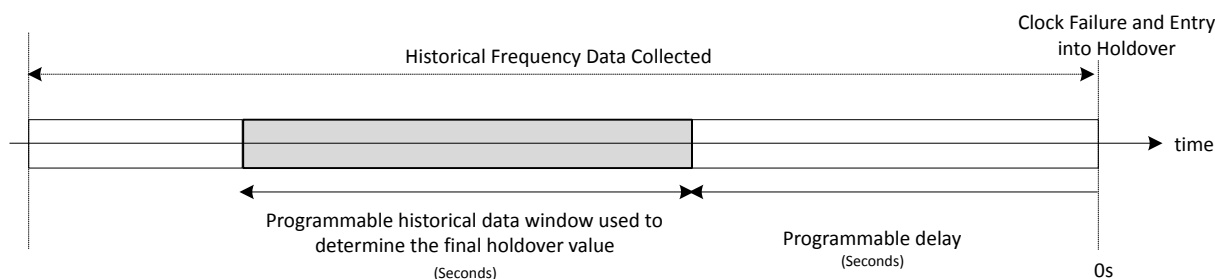 Clock Failure and Entry
into Holdover
Historical Frequency Data Collected
time
Programmable historical data window used to
determine the final holdover value
(Seconds)
Programmable delay
(Seconds)
0s